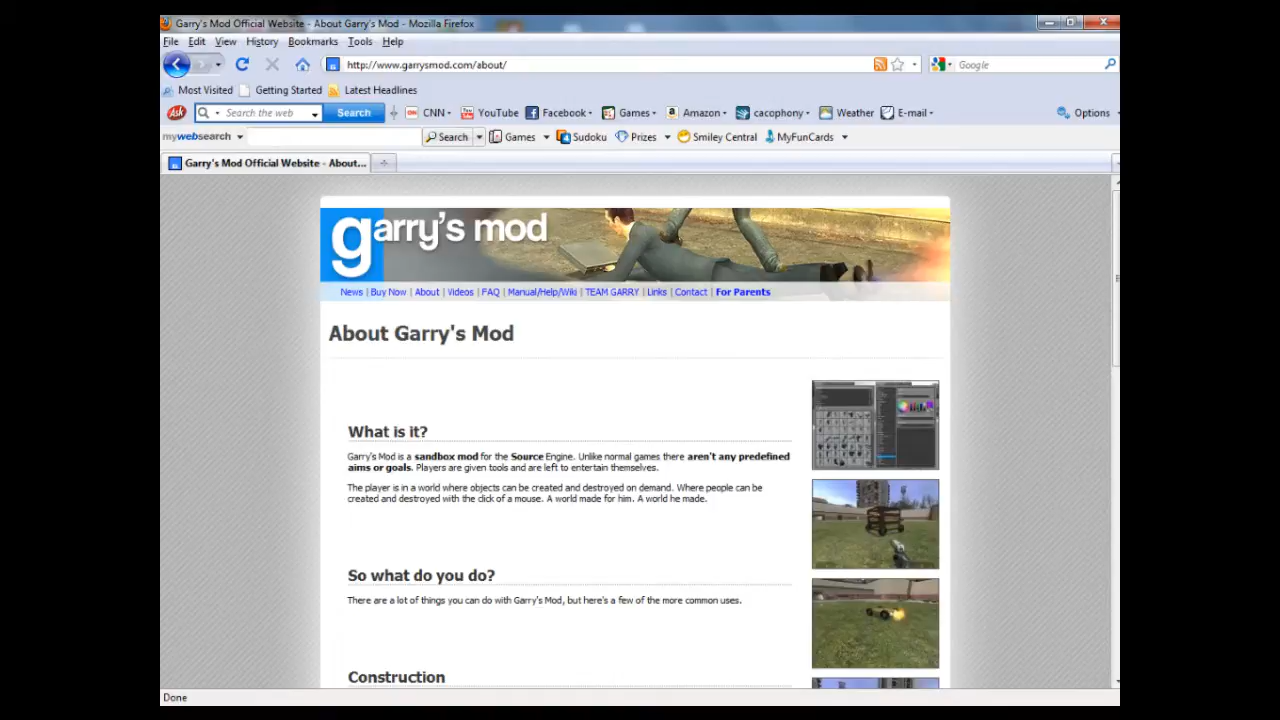 Garry's Mod Official Website - About Garry's Mod - Mozilla Firefox
File Edit View History Bookmarks Tools Help
http://www.garrysmod.com/about/ Google
Most Visited Getting Started Latest Headlines
Ask Search the web Search CNN YouTube Facebook Games Amazon cacophony Weather E-mail Options
mywebsearch Search Games Sudoku Prizes Smiley Central MyFunCards
Garry's Mod Official Website - About...
garry's mod
News | Buy Now | About | Videos | FAQ | Manual/Help/Wiki | TEAM GARRY | Links | Contact | For Parents
About Garry's Mod
What is it?
Garry's Mod is a sandbox mod for the Source Engine. Unlike normal games there aren't any predefined
aims or goals. Players are given tools and are left to entertain themselves.
The player is in a world where objects can be created and destroyed on demand. Where people can be
created and destroyed with the click of a mouse. A world made for him. A world he made.
So what do you do?
There are a lot of things you can do with Garry's Mod, but here's a few of the more common uses.
Construction
Done